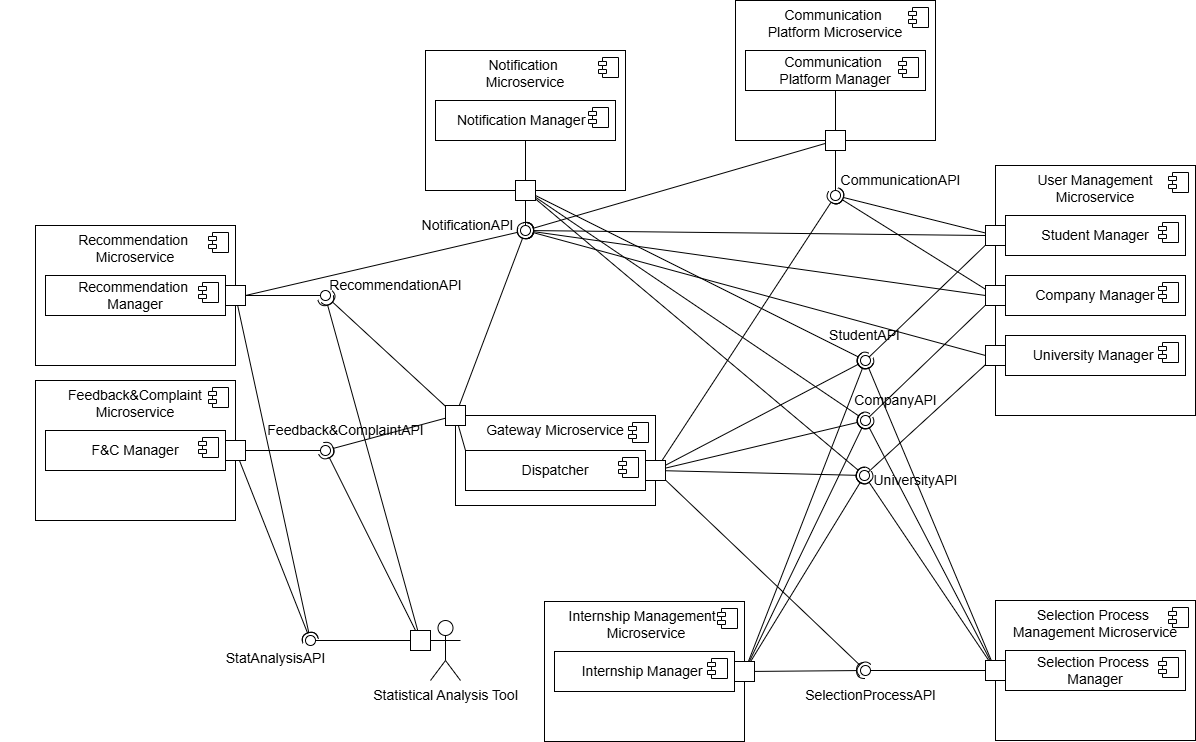 Communication
Platform Microservice
Communication
Platform Manager
Notification
Microservice
Notification Manager
CommunicationAPI
User Management
Microservice
Student Manager
Company Manager
University Manager
NotificationAPI
Recommendation
Microservice
Recommendation
Manager
RecommendationAPI
StudentAPI
CompanyAPI
UniversityAPI
Feedback&Complaint
Microservice
F&C Manager
Feedback&ComplaintAPI
Gateway Microservice
Dispatcher
StatAnalysisAPI
Statistical Analysis Tool
Internship Management
Microservice
Internship Manager
SelectionProcessAPI
Selection Process
Management Microservice
Selection Process
Manager